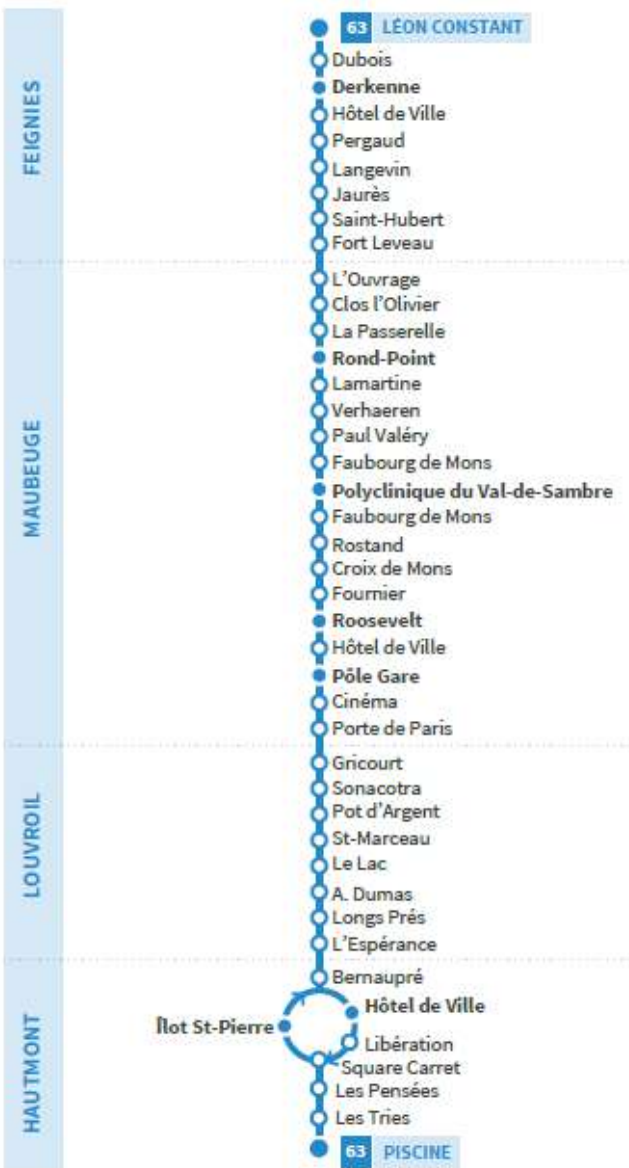 63 LÉON CONSTANT
FEIGNIES
Dubois
Derkenne
Hôtel de Ville
Pergaud
Langevin
Jaurès
Saint-Hubert
Fort Leveau
MAUBEUGE
L'Ouvrage
Clos l'Olivier
La Passerelle
Rond-Point
Lamartine
Verhaeren
Paul Valéry
Faubourg de Mons
Polyclinique du Val-de-Sambre
Faubourg de Mons
Rostand
Croix de Mons
Fournier
Roosevelt
Hôtel de Ville
Pôle Gare
Cinéma
Porte de Paris
LOUVROIL
Gricourt
Sonacotra
Pot d'Argent
St-Marceau
Le Lac
A. Dumas
Longs Prés
L'Espérance
HAUTMONT
Bernaupré
Hôtel de Ville
Îlot St-Pierre
Libération
Square Carret
Les Pensées
Les Tries
63 PISCINE